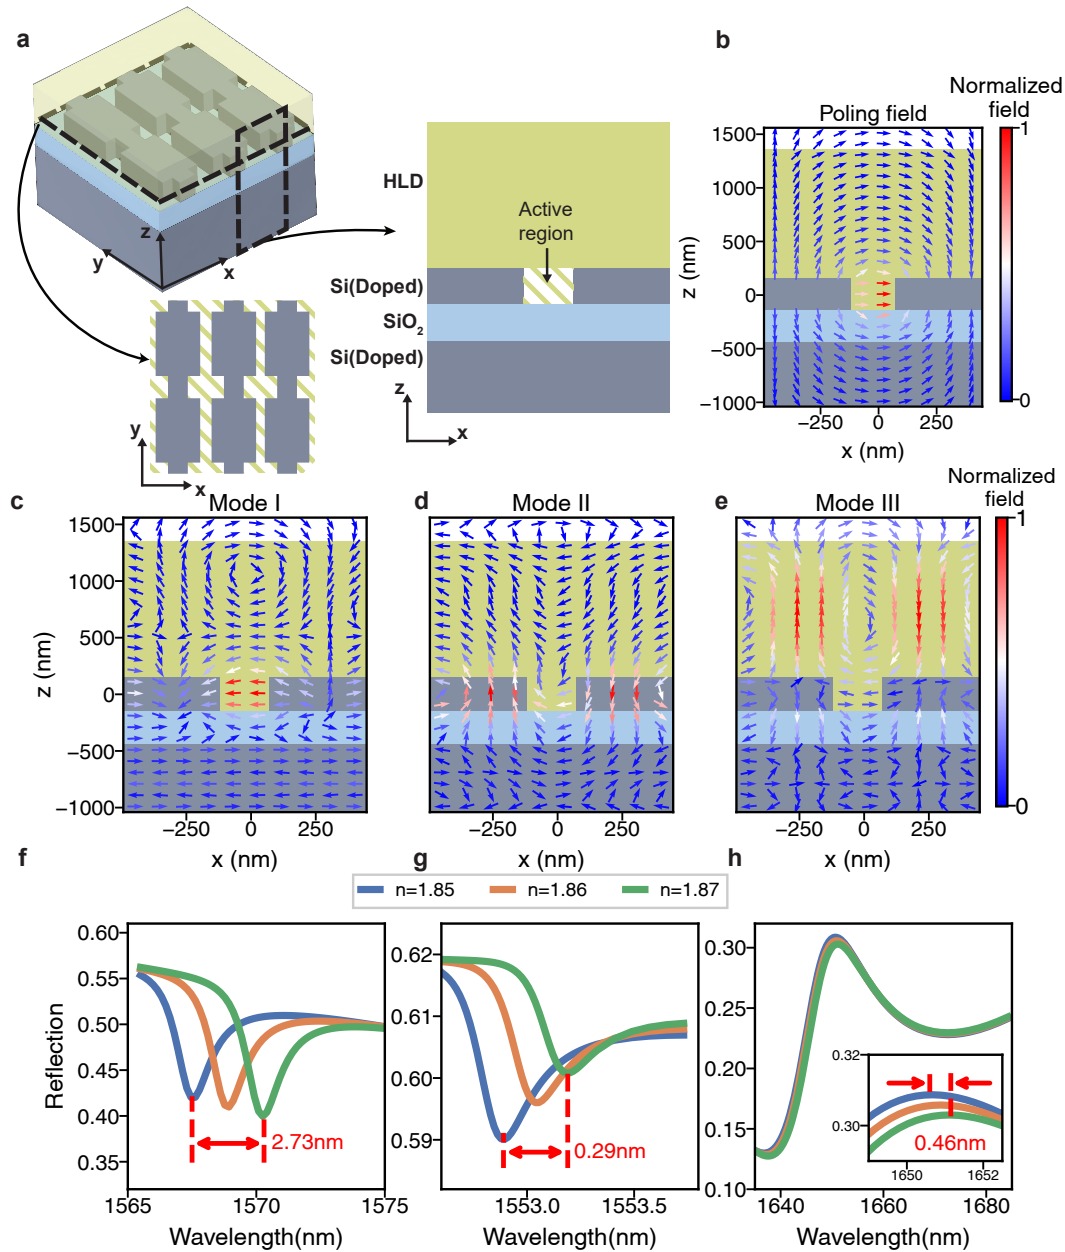 a
z
y
x
HLD
Active
region
Si(Doped)
SiO₂
Si(Doped)
z
x
y
x
b
Poling field
Normalized
field
1
0
z (nm)
1500
1000
500
0
−500
−1000
−250
0
250
x (nm)
c
Mode I
d
Mode II
e
Mode III
Normalized
field
1
0
z (nm)
1500
1000
500
0
−500
−1000
−250
0
250
x (nm)
−250
0
250
x (nm)
−250
0
250
x (nm)
f
g
h
n=1.85
n=1.86
n=1.87
Reflection
0.60
0.55
0.50
0.45
0.40
0.35
2.73nm
1565
1570
1575
Wavelength(nm)
0.62
0.61
0.60
0.59
0.29nm
1553.0
1553.5
Wavelength(nm)
0.30
0.25
0.20
0.15
0.10
0.32
0.30
0.46nm
1650
1652
1640
1660
1680
Wavelength(nm)